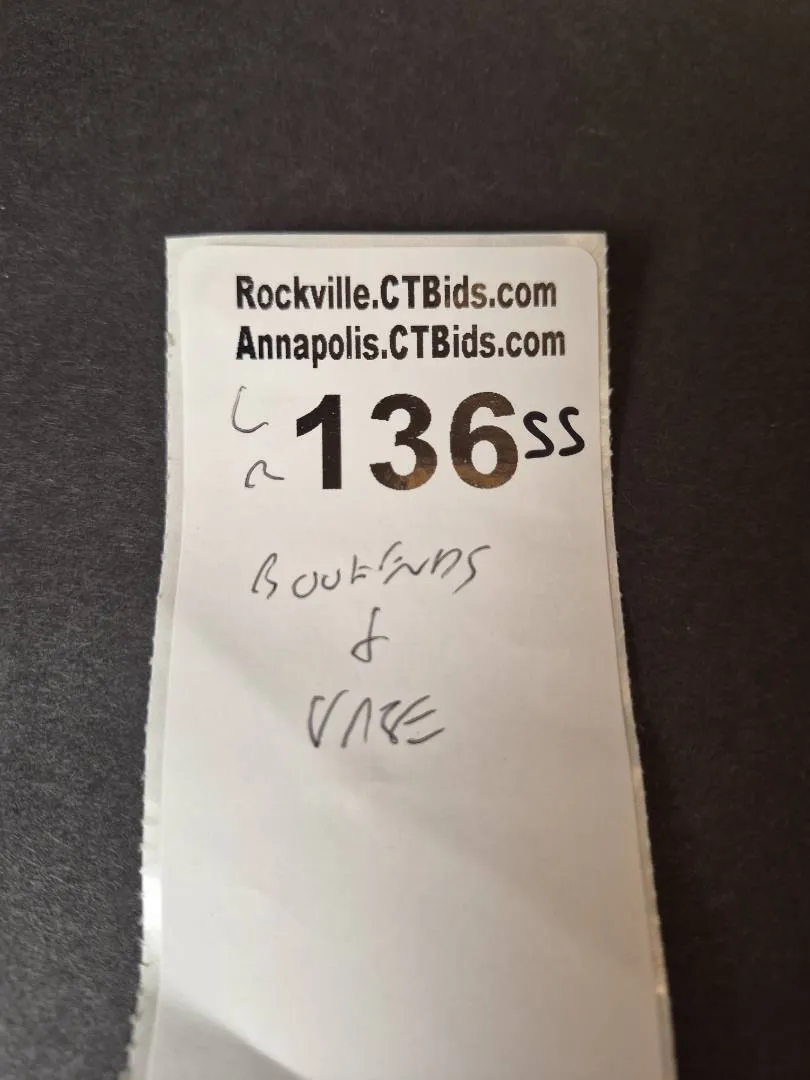 Rockville.CTBids.com
Annapolis.CTBids.com
136SS
BOOKENDS
&
VASE